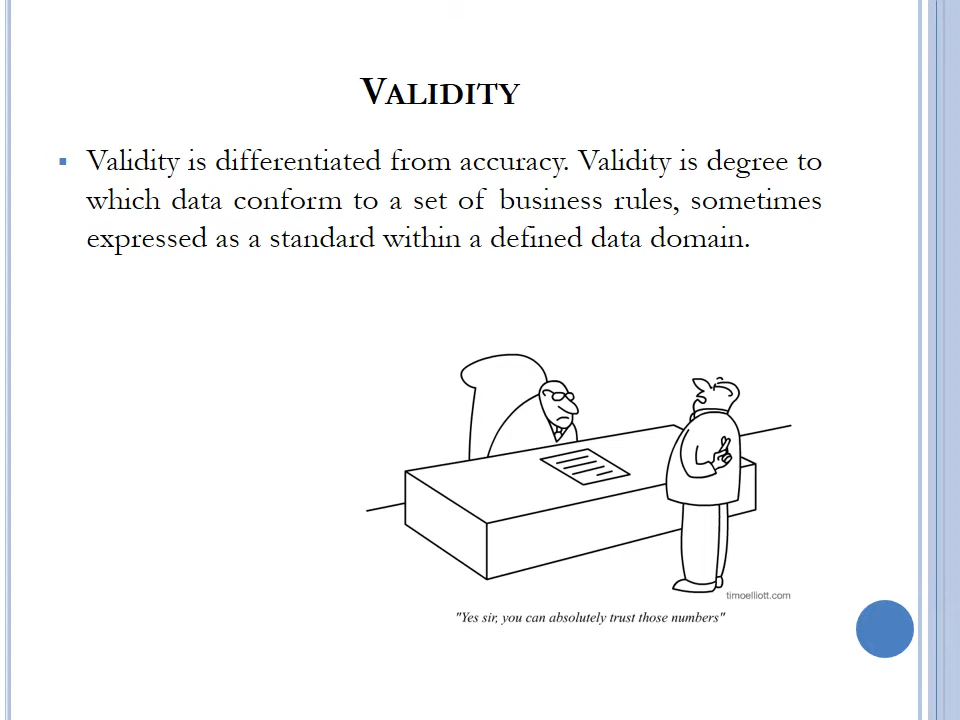 VALIDITY
▪ Validity is differentiated from accuracy. Validity is degree to
which data conform to a set of business rules, sometimes
expressed as a standard within a defined data domain.
timoelliott.com
"Yes sir, you can absolutely trust those numbers"